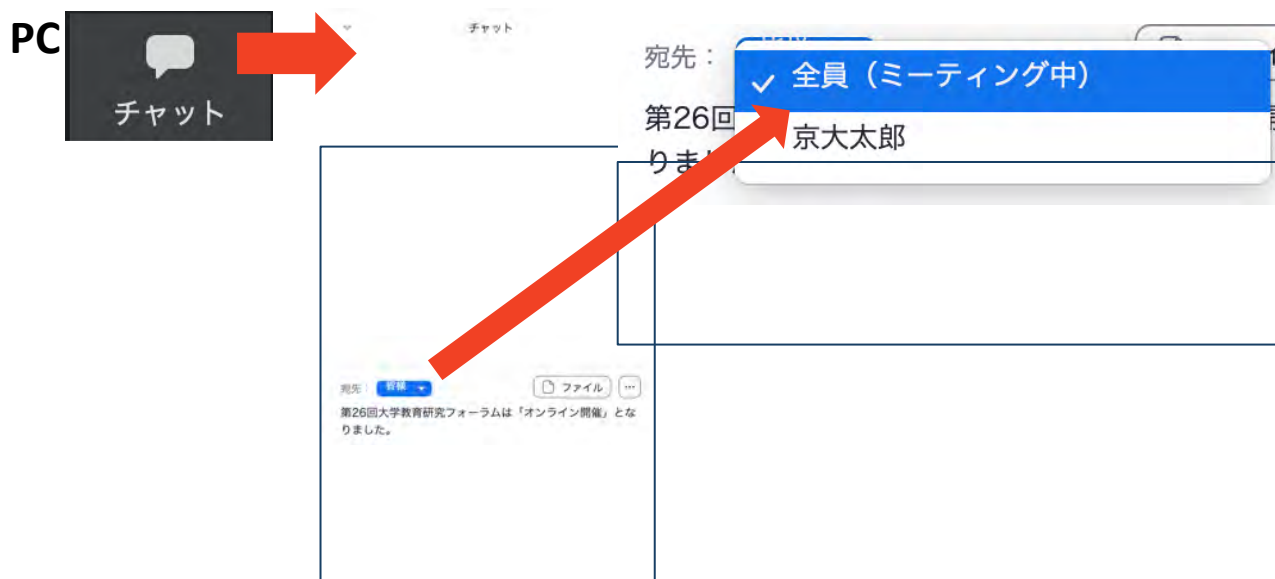 PC
チャット
チャット
宛先：
全員（ミーティング中）
京大太郎
第26回
りまし
宛先：
皆様
ファイル
...
第26回大学教育研究フォーラムは「オンライン開催」とな
りました。